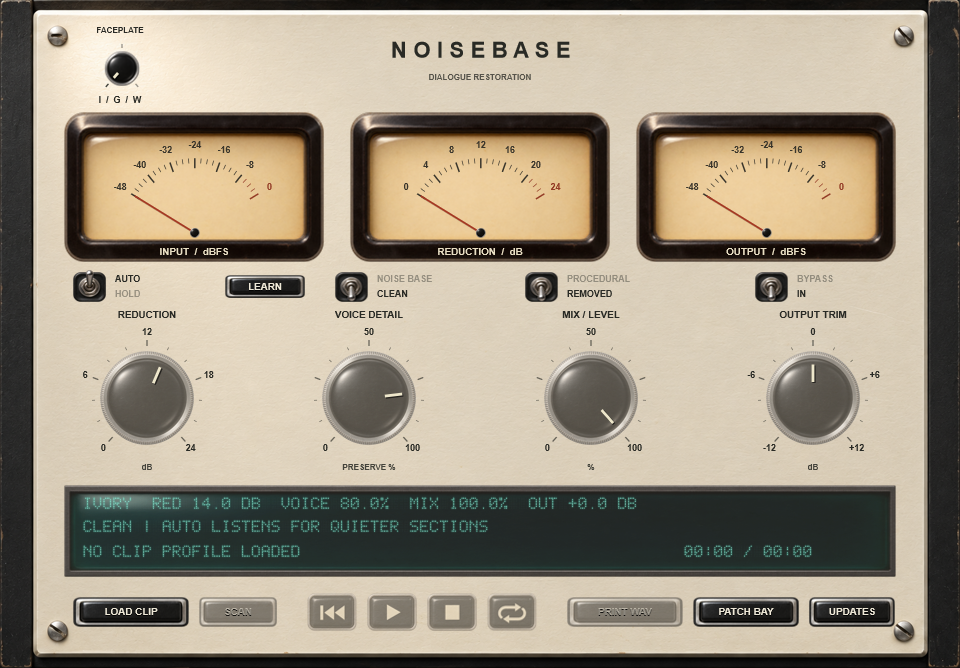 FACEPLATE
I / G / W
NOISEBASE
DIALOGUE RESTORATION
-48 -40 -32 -24 -16 -8 0
INPUT / dBFS
0 4 8 12 16 20 24
REDUCTION / dB
-48 -40 -32 -24 -16 -8 0
OUTPUT / dBFS
AUTO
HOLD
LEARN
NOISE BASE
CLEAN
PROCEDURAL
REMOVED
BYPASS
IN
REDUCTION
0 6 12 18 24
dB
VOICE DETAIL
0 50 100
PRESERVE %
MIX / LEVEL
0 50 100
%
OUTPUT TRIM
-12 -6 0 +6 +12
dB
IVORY RED 14.0 DB VOICE 80.0% MIX 100.0% OUT +0.0 DB
CLEAN | AUTO LISTENS FOR QUIETER SECTIONS
NO CLIP PROFILE LOADED 00:00 / 00:00
LOAD CLIP SCAN PRINT WAV PATCH BAY UPDATES